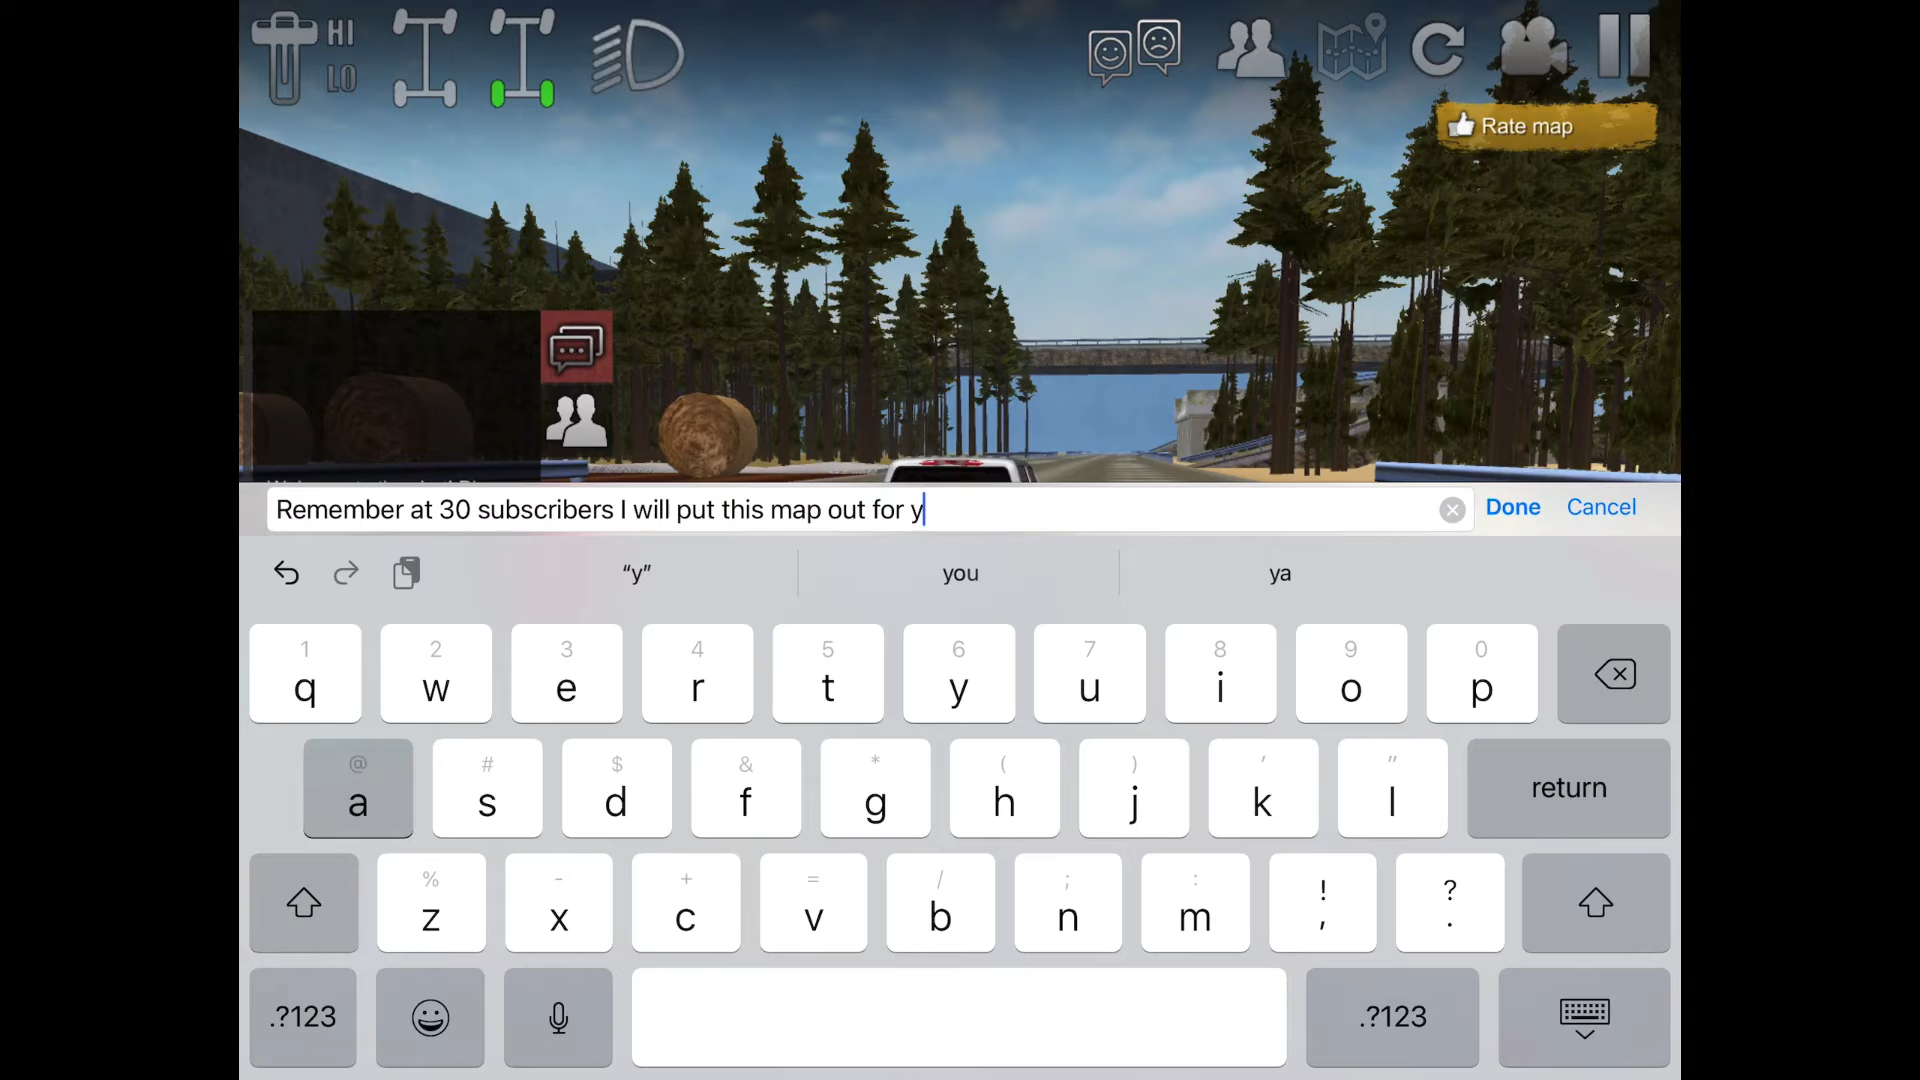 HI
LO
Rate map
Remember at 30 subscribers I will put this map out for y
Done
Cancel
“y”
you
ya
1 2 3 4 5 6 7 8 9 0
q w e r t y u i o p
@ # $ & * ( ) ' "
a s d f g h j k l return
% - + = / ; : ! ?
z x c v b n m , .
.?123
.?123